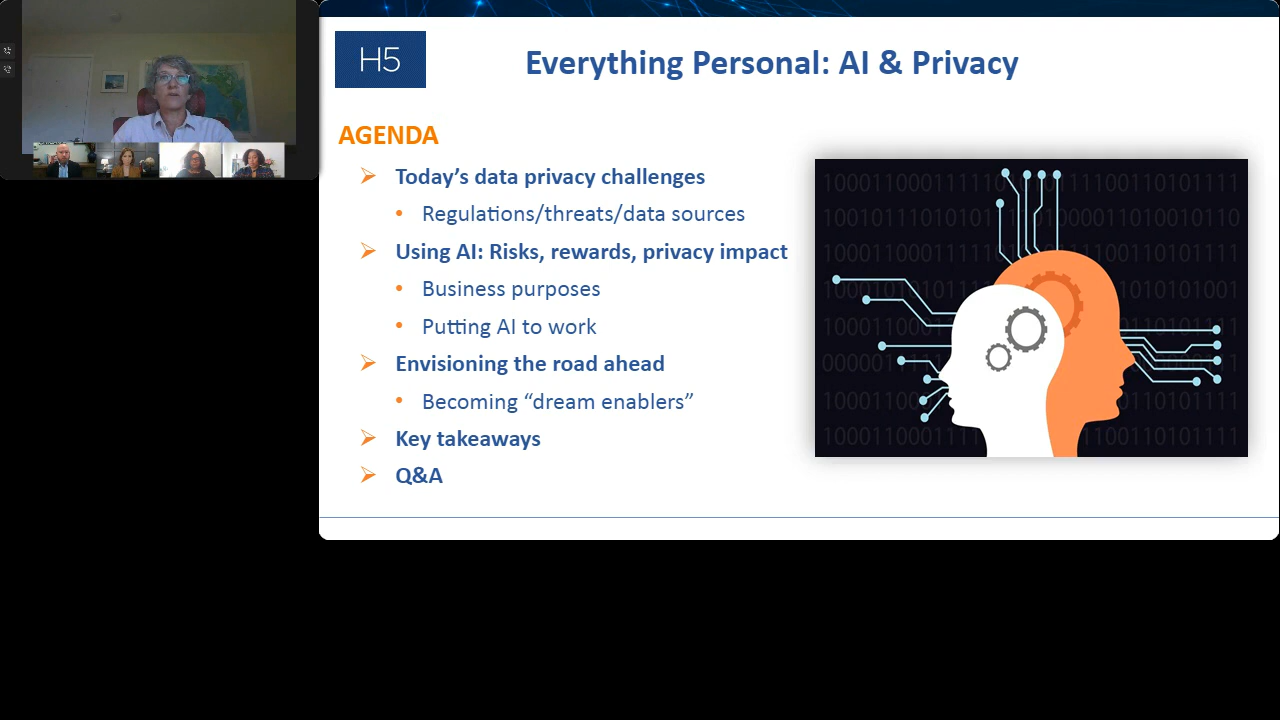 H5
Everything Personal: AI & Privacy
AGENDA
➢ Today’s data privacy challenges
• Regulations/threats/data sources
➢ Using AI: Risks, rewards, privacy impact
• Business purposes
• Putting AI to work
➢ Envisioning the road ahead
• Becoming “dream enablers”
➢ Key takeaways
➢ Q&A